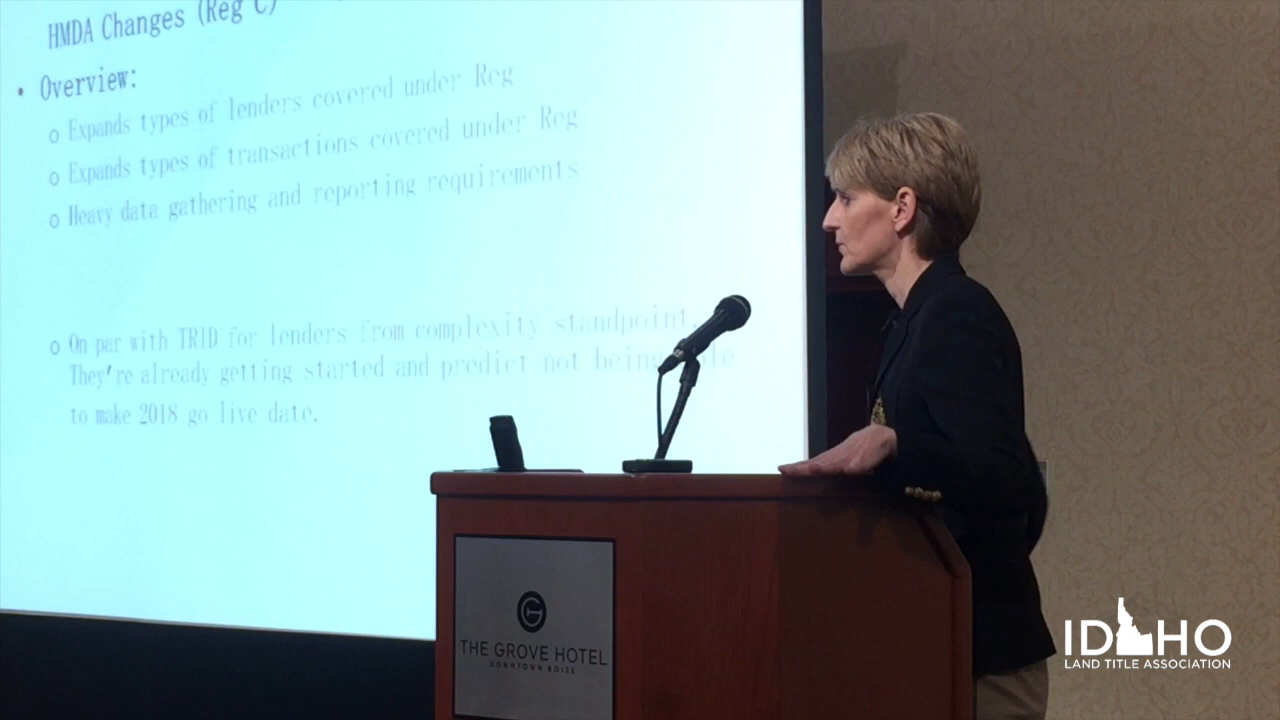 HMDA Changes (Reg C)
• Overview:
o Expands types of lenders covered under Reg
o Expands types of transactions covered under Reg
o Heavy data gathering and reporting requirements
o On par with TRID for lenders from complexity standpoint.
They're already getting started and predict not being
to make 2018 go live date.
G
THE GROVE HOTEL
DOWNTOWN BOISE
IDAHO
LAND TITLE ASSOCIATION